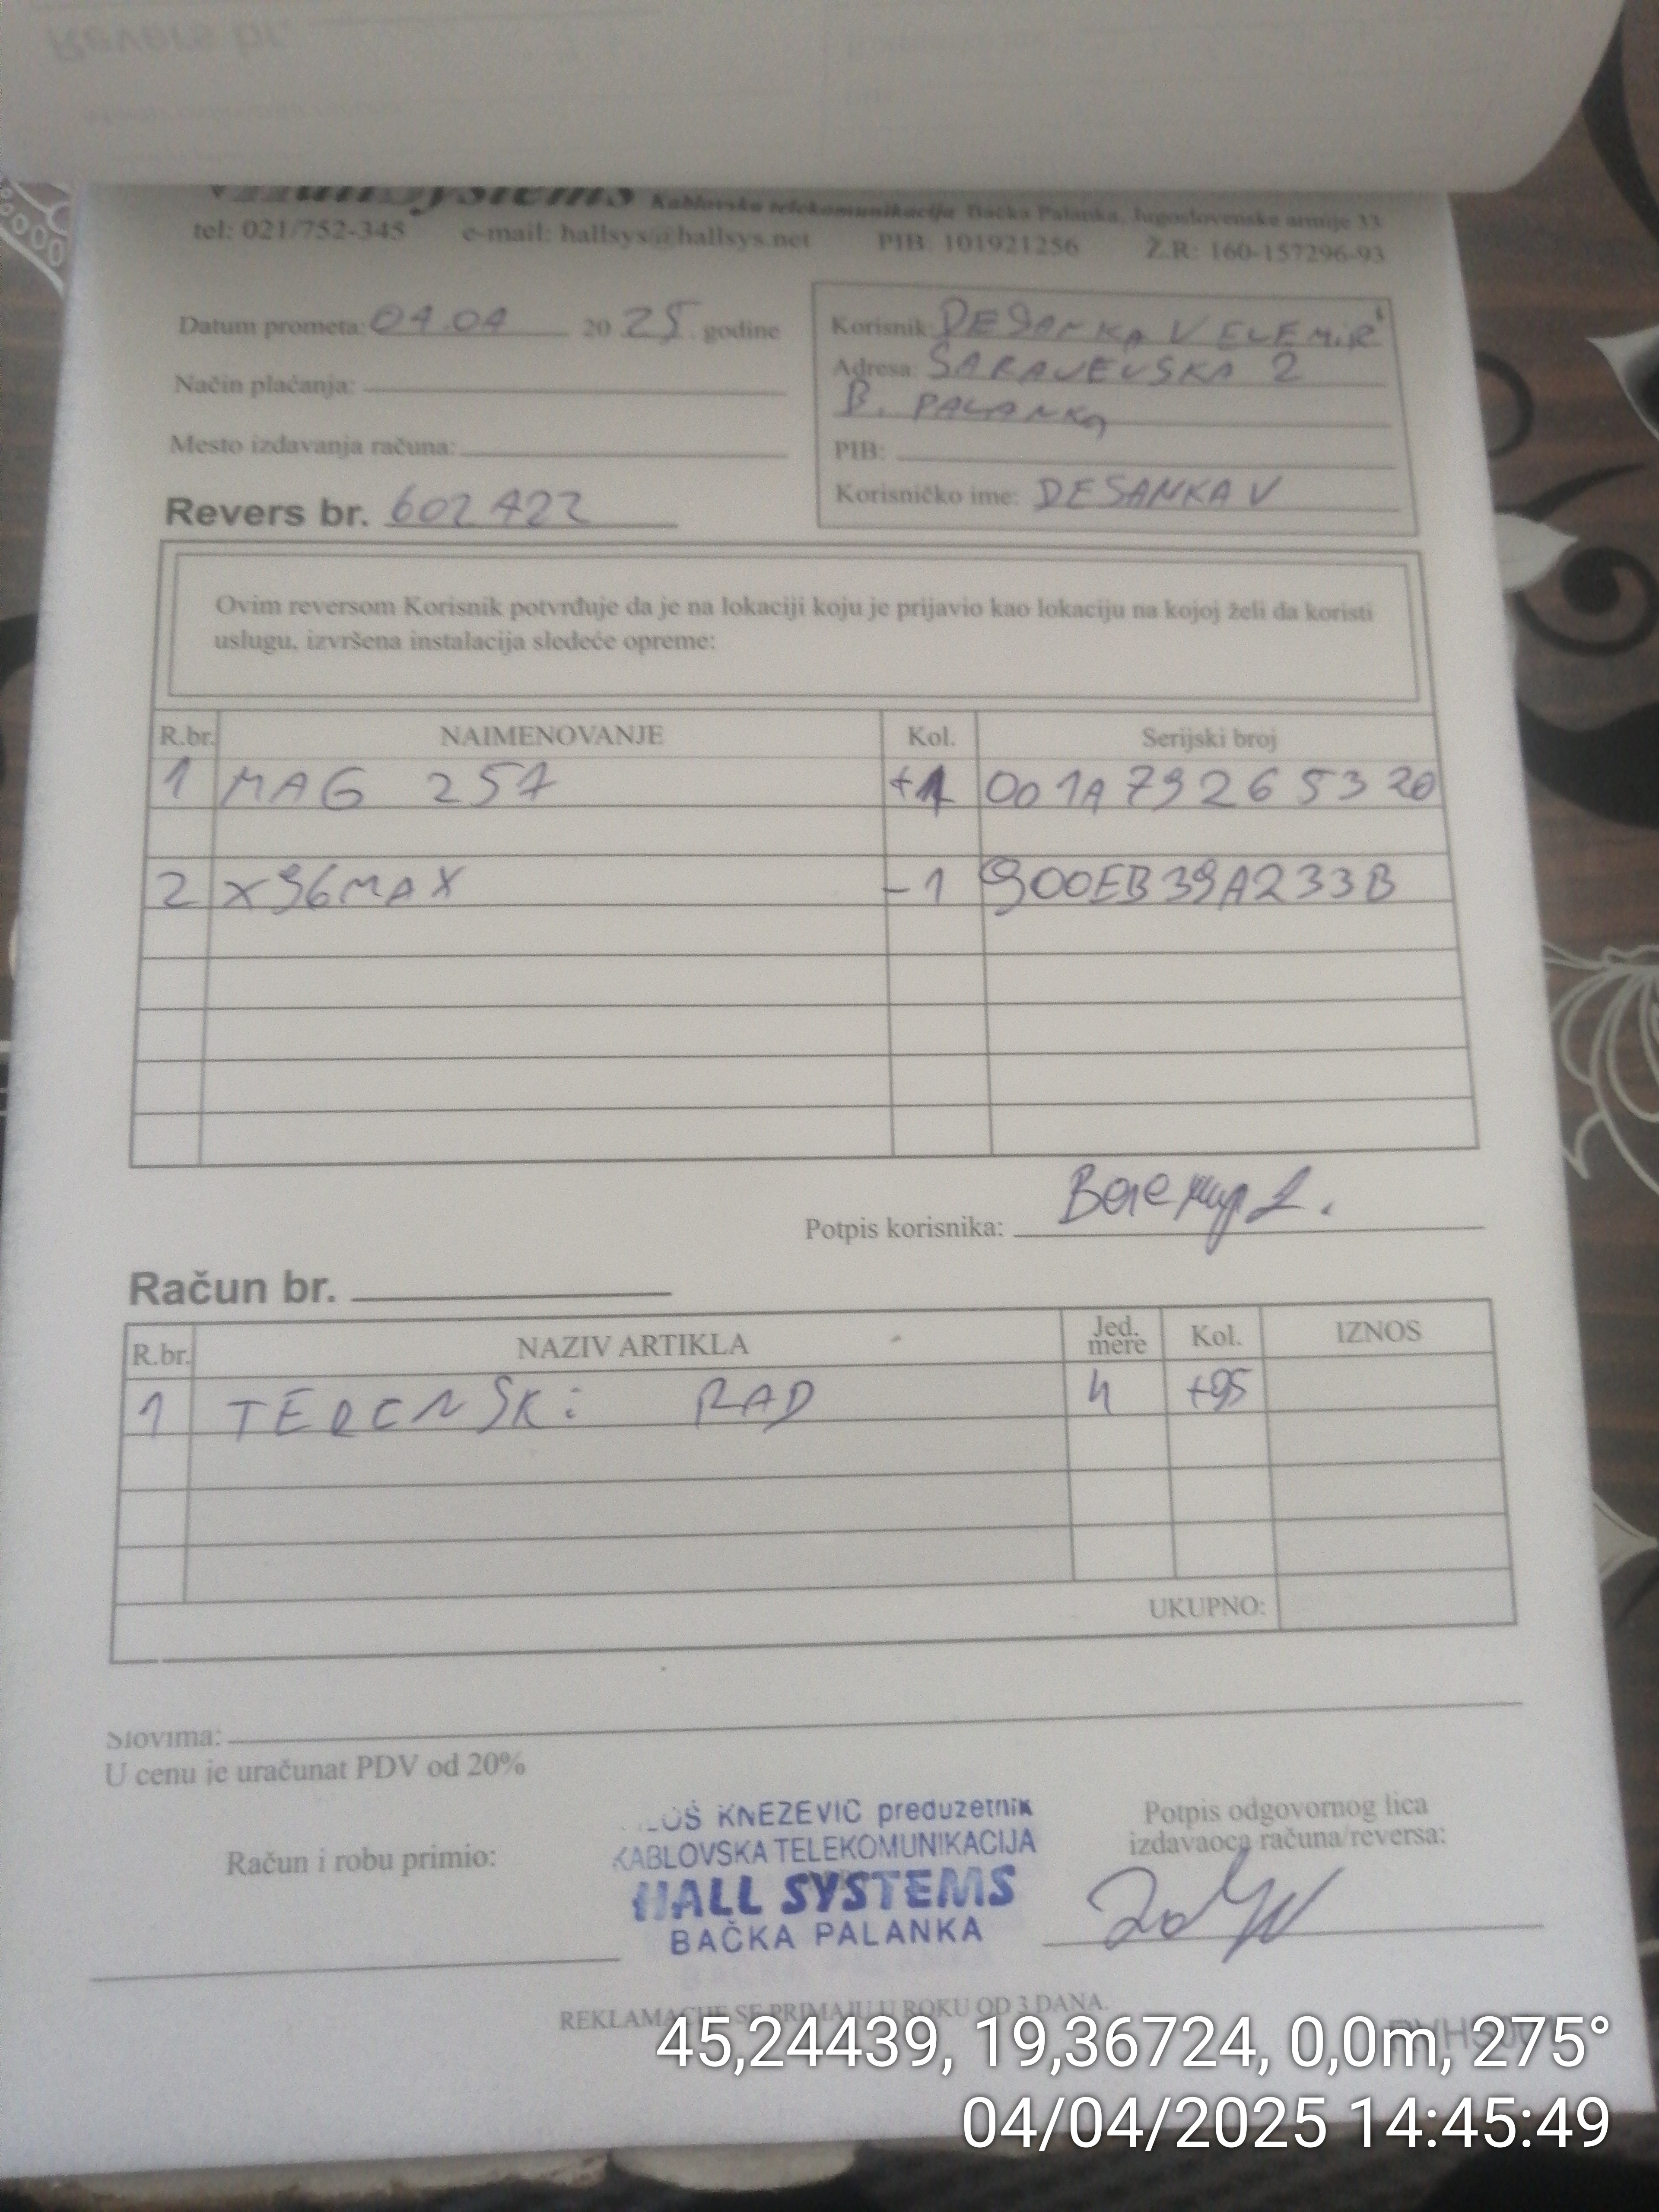 Systems Kablovska telekomunikacija Bačka Palanka, Jugoslovenske armije 33
tel: 021/752-345 e-mail: hallsys@hallsys.net PIB: 101921256 Ž.R: 160-157296-93
Datum prometa: 04.04 2025 godine
Način plaćanja:
Mesto izdavanja računa:
Revers br. 602422
Korisnik: DESANKA VELEMIR
Adresa: SARAJEVSKA 2
B. PALANKA
PIB:
Korisničko ime: DESANKA V
Ovim reversom Korisnik potvrđuje da je na lokaciji koju je prijavio kao lokaciju na kojoj želi da koristi
uslugu, izvršena instalacija sledeće opreme:
R.br. NAIMENOVANJE Kol. Serijski broj
1 MAG 257 +1 001A79265320
2 X96MAX -1 900EB39A233B
Potpis korisnika:
Račun br.
R.br. NAZIV ARTIKLA Jed. mere Kol. IZNOS
1 TERENSKi RAD h
UKUPNO:
Slovima:
U cenu je uračunat PDV od 20%
Račun i robu primio:
KNEZEVIC preduzetnik
KABLOVSKA TELEKOMUNIKACIJA
HALL SYSTEMS
BAČKA PALANKA
Potpis odgovornog lica
izdavaoca računa/reversa:
REKLAMACIJE SE PRIMAJU U ROKU OD 3 DANA.
45,24439, 19,36724, 0,0m, 275°
04/04/2025 14:45:49